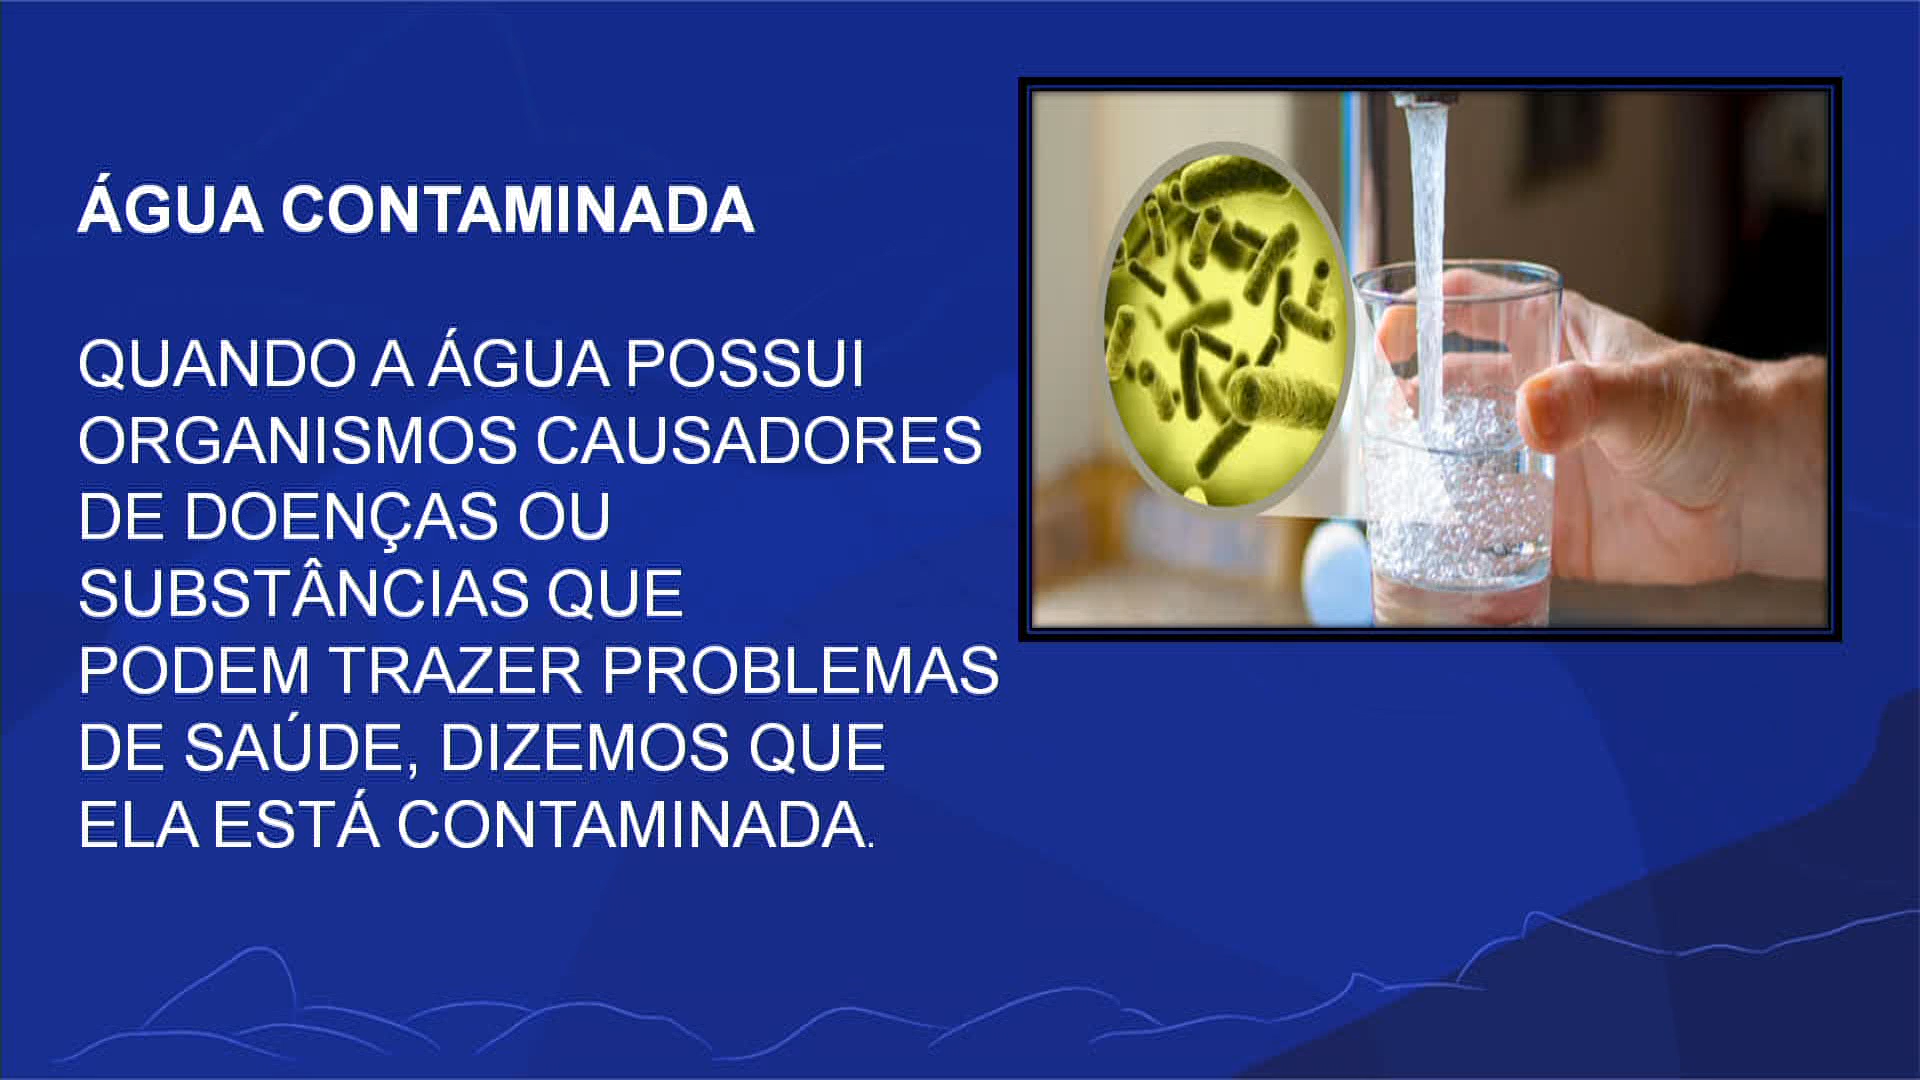 ÁGUA CONTAMINADA
QUANDO A ÁGUA POSSUI
ORGANISMOS CAUSADORES
DE DOENÇAS OU
SUBSTÂNCIAS QUE
PODEM TRAZER PROBLEMAS
DE SAÚDE, DIZEMOS QUE
ELA ESTÁ CONTAMINADA.